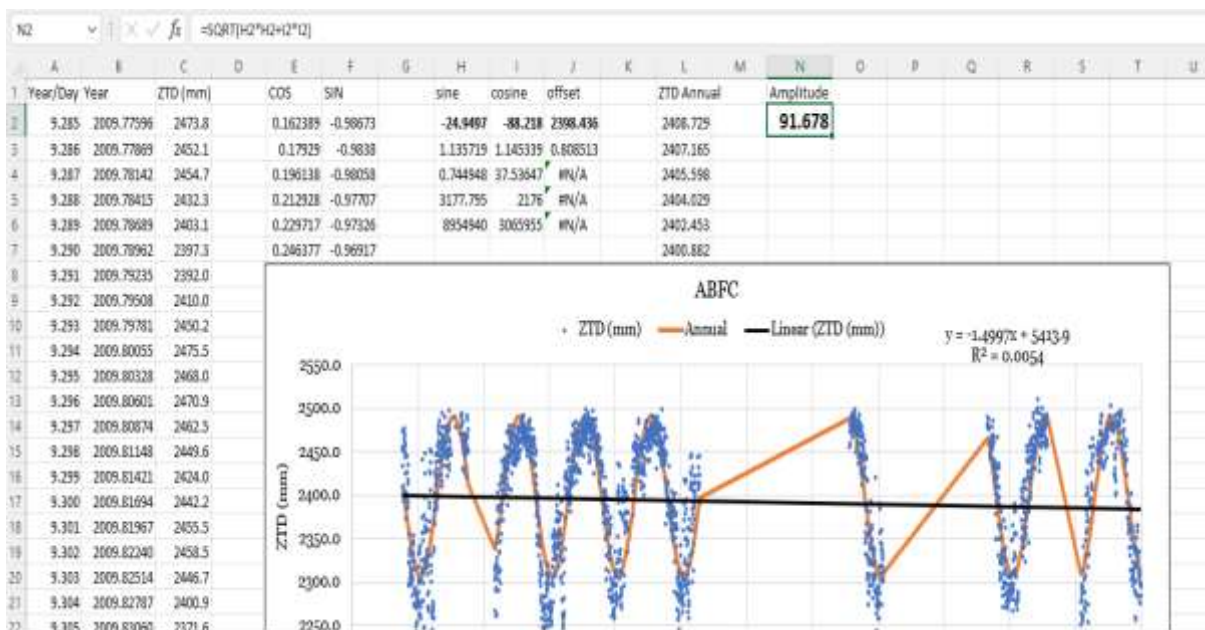 N2 fx =SQRT(H2*H2+I2*I2)
A B C D E F G H I J K L M N O P Q R S T U
1 Year/Day Year ZTD (mm) COS SIN sine cosine offset ZTD Annual Amplitude
2 9.285 2009.77596 2473.8 0.162389 -0.98673 -24.9497 -88.218 2398.436 2408.729 91.678
3 9.286 2009.77869 2452.1 0.17929 -0.9838 1.135719 1.145339 0.808513 2407.165
4 9.287 2009.78142 2454.7 0.196138 -0.98058 0.744948 37.53647 #N/A 2405.598
5 9.288 2009.78415 2432.3 0.212928 -0.97707 3177.795 2176 #N/A 2404.029
6 9.289 2009.78689 2403.1 0.229717 -0.97326 8954940 3065955 #N/A 2402.453
7 9.290 2009.78962 2397.3 0.246377 -0.96917 2400.882
8 9.291 2009.79235 2392.0
9 9.292 2009.79508 2410.0
10 9.293 2009.79781 2450.2
11 9.294 2009.80055 2475.5
12 9.295 2009.80328 2468.0
13 9.296 2009.80601 2470.9
14 9.297 2009.80874 2462.5
15 9.298 2009.81148 2449.6
16 9.299 2009.81421 2424.0
17 9.300 2009.81694 2442.2
18 9.301 2009.81967 2455.5
19 9.302 2009.82240 2458.5
20 9.303 2009.82514 2446.7
21 9.304 2009.82787 2400.9
22 9.305 2009.83060 2371.6
ABFC
ZTD (mm) Annual Linear (ZTD (mm))
y = -1.4997x + 5413.9
R² = 0.0054
ZTD (mm)
2550.0
2500.0
2450.0
2400.0
2350.0
2300.0
2250.0